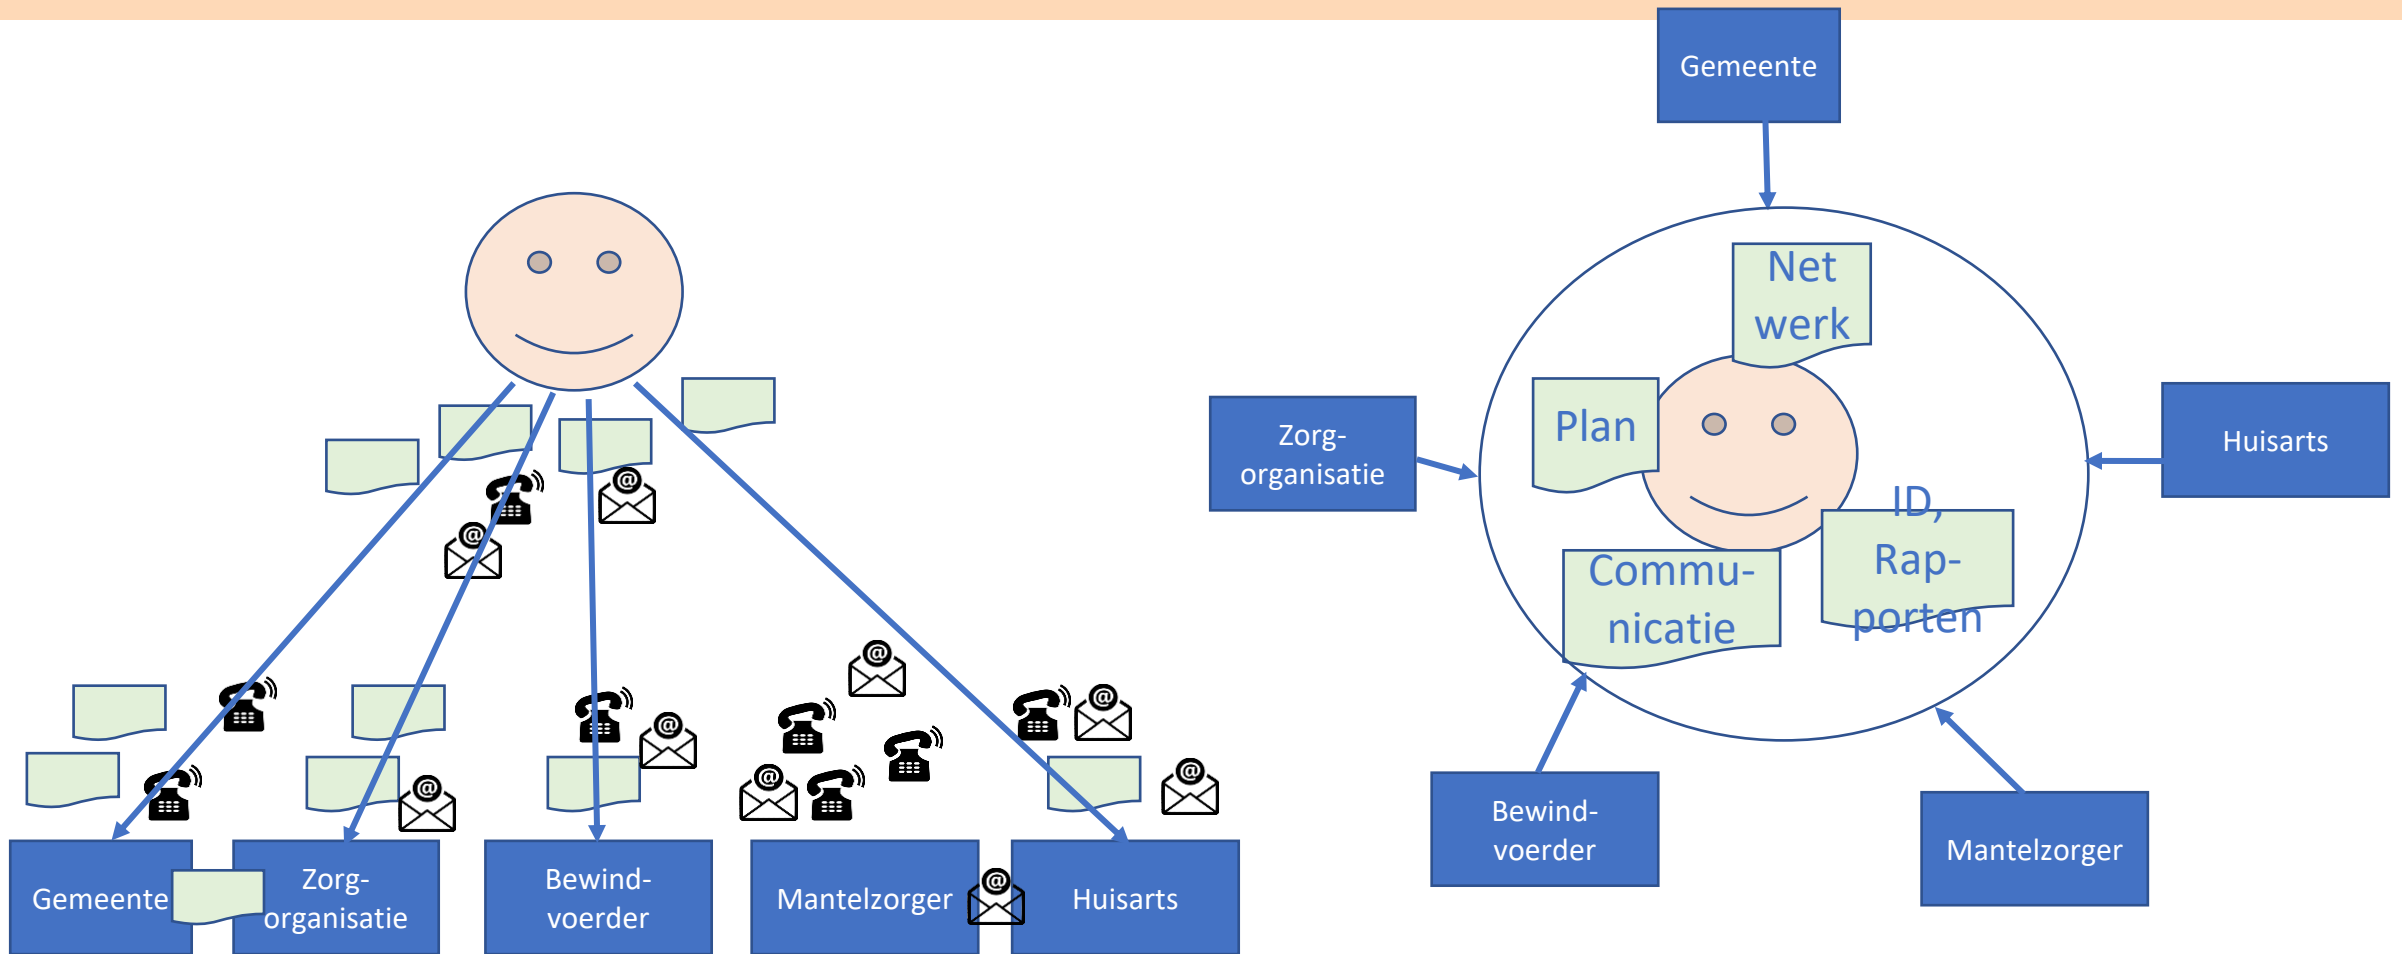 Gemeente
Zorg-
organisatie
Bewind-
voerder
Mantelzorger
Huisarts
Gemeente
Net
werk
Plan
ID,
Rap-
porten
Commu-
nicatie
Zorg-
organisatie
Huisarts
Bewind-
voerder
Mantelzorger